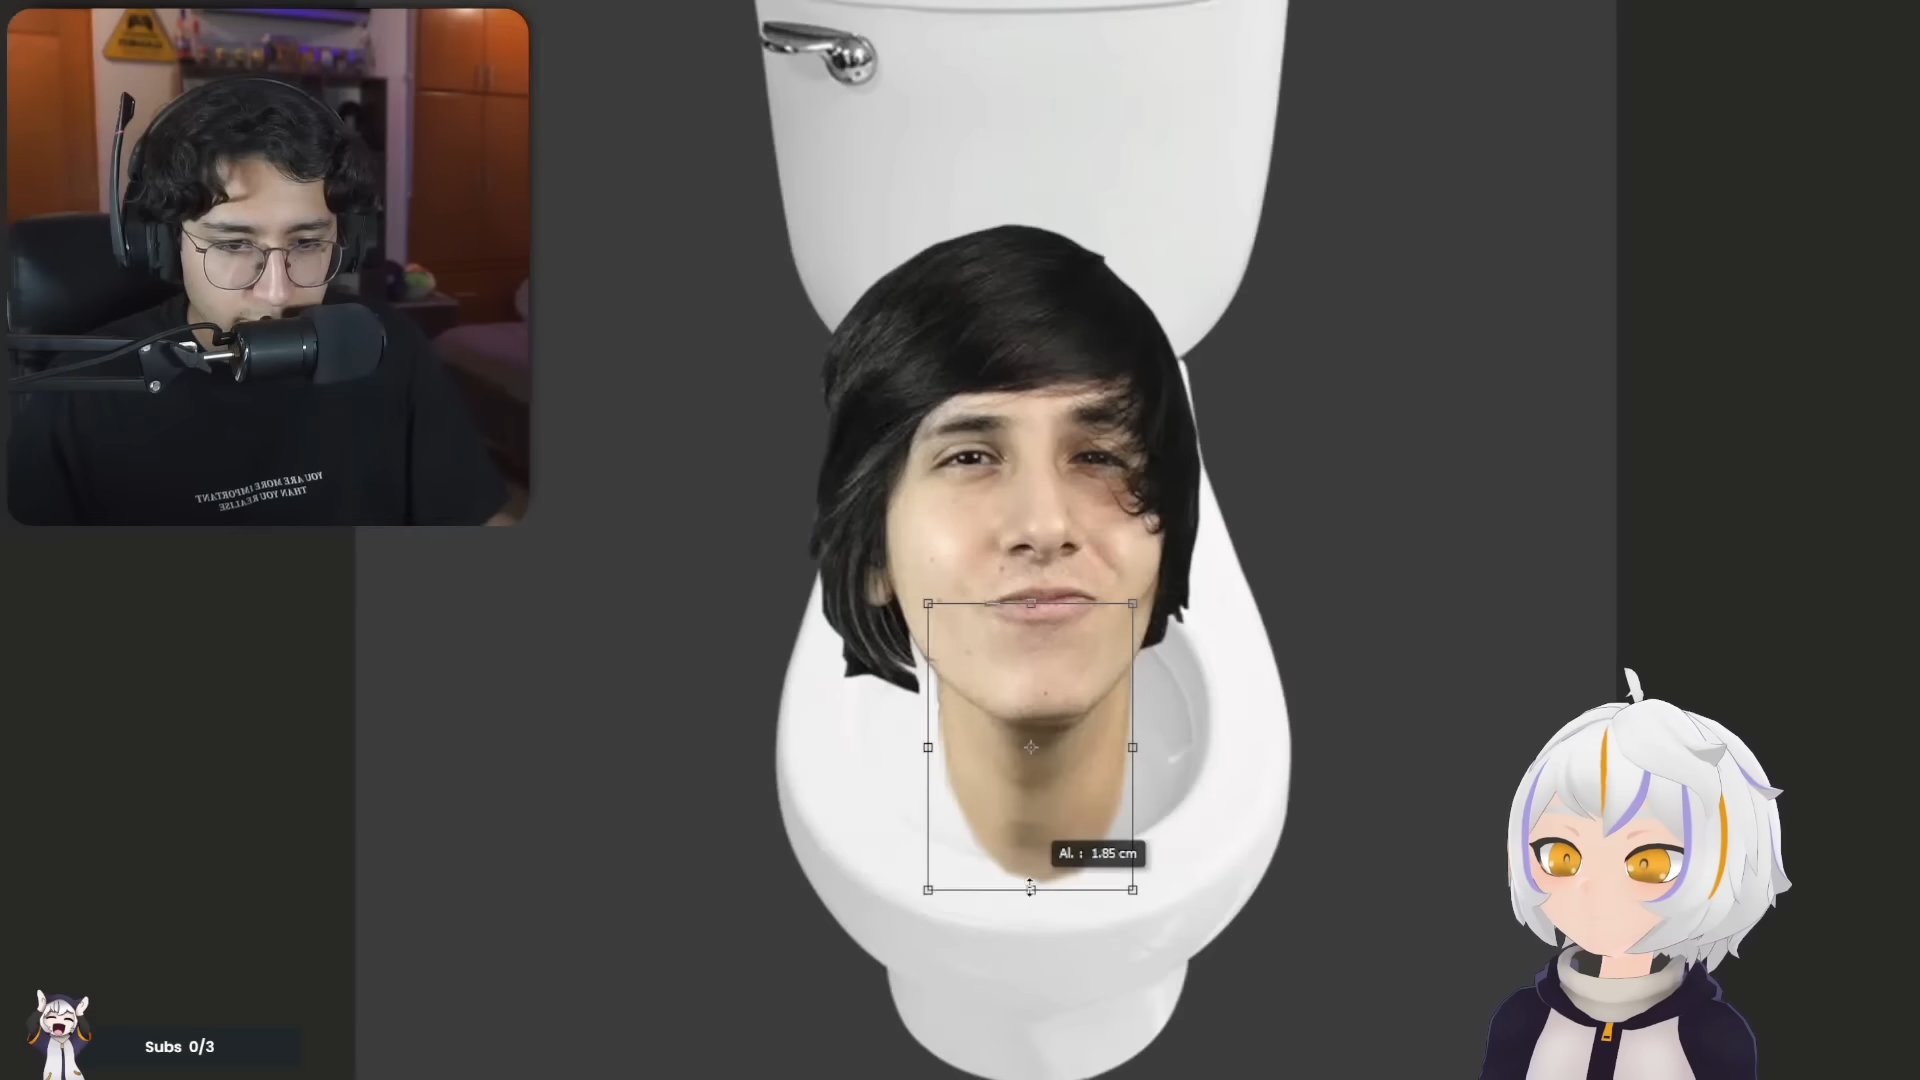 YOU ARE MORE IMPORTANT
THAN YOU REALISE
Al. : 1.85 cm
Subs 0/3